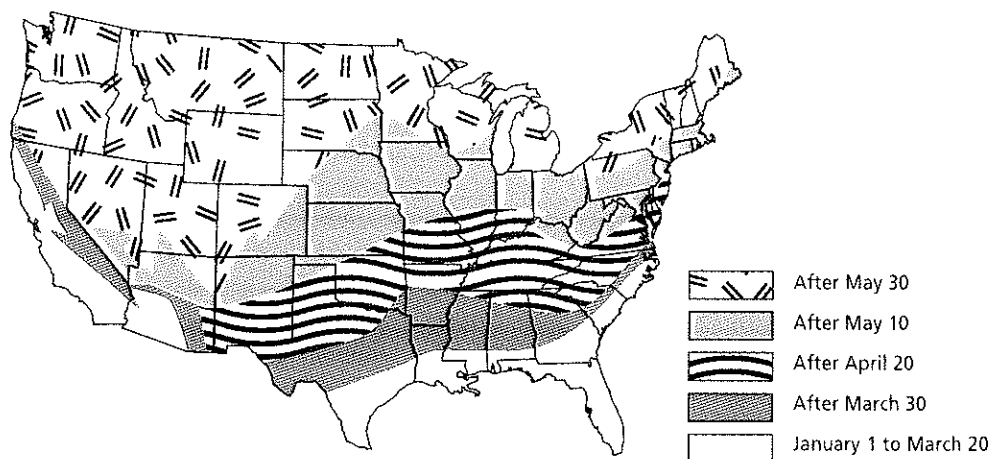 After May 30
After May 10
After April 20
After March 30
January 1 to March 20